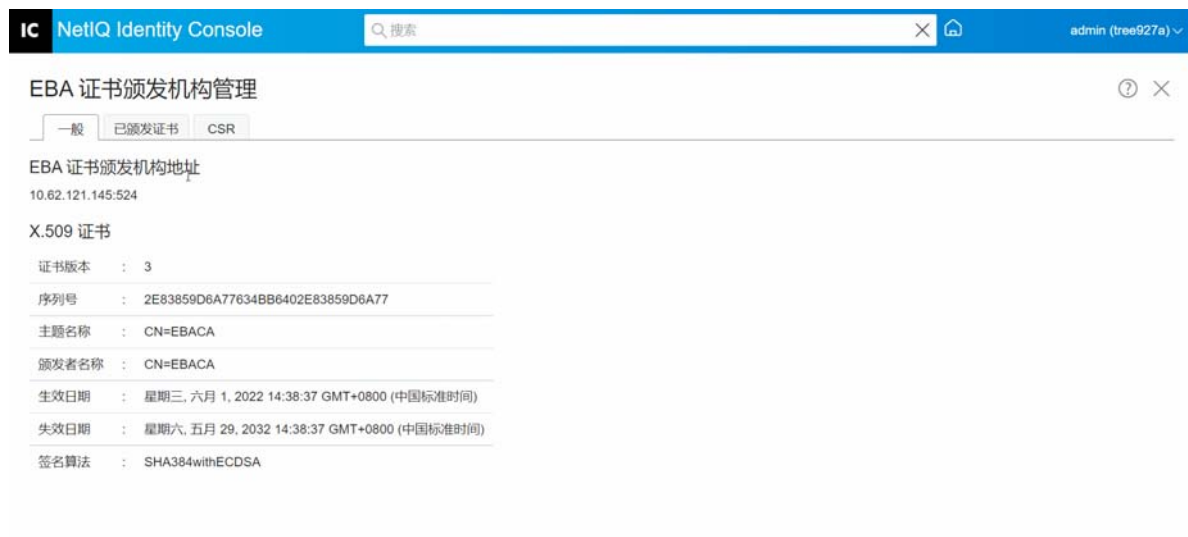 IC NetIQ Identity Console 搜索 admin (tree927a)
EBA 证书颁发机构管理
一般 已颁发证书 CSR
EBA 证书颁发机构地址
10.62.121.145:524
X.509 证书
证书版本 : 3
序列号 : 2E83859D6A77634BB6402E83859D6A77
主题名称 : CN=EBACA
颁发者名称 : CN=EBACA
生效日期 : 星期三, 六月 1, 2022 14:38:37 GMT+0800 (中国标准时间)
失效日期 : 星期六, 五月 29, 2032 14:38:37 GMT+0800 (中国标准时间)
签名算法 : SHA384withECDSA